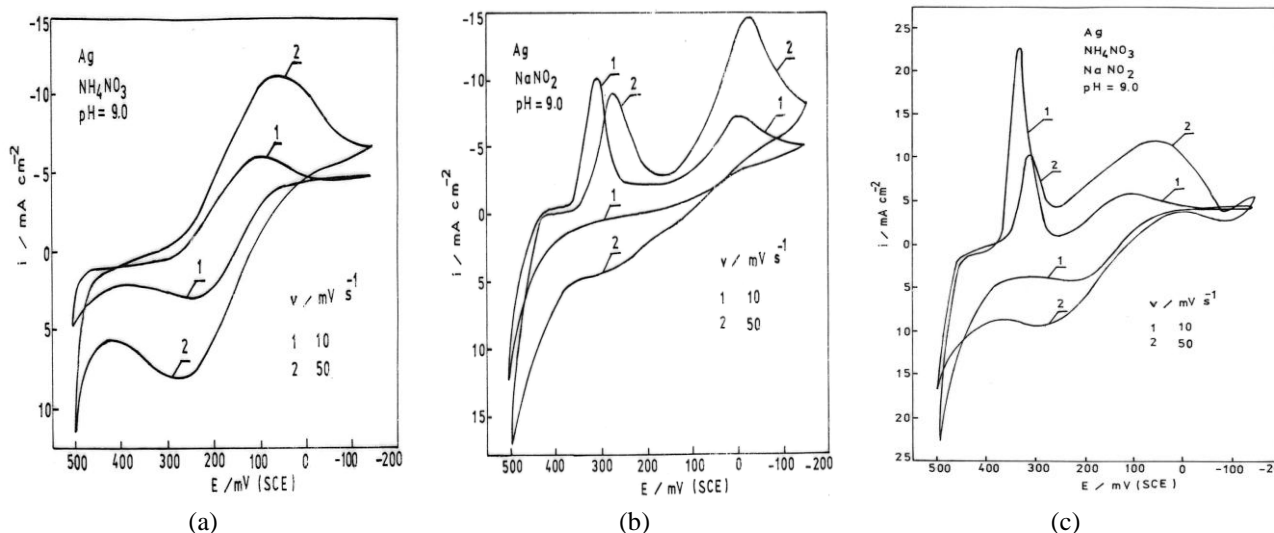 -15
-10
-5
0
5
10
i / mA cm-2
Ag
NH4NO3
pH = 9.0
2
1
1
2
ν / mV s-1
1 10
2 50
500 400 300 200 100 0 -100 -200
E / mV (SCE)
(a)
-15
-10
-5
0
5
10
15
i / mA cm-2
Ag
NaNO2
pH = 9.0
1
2
2
1
1
2
ν / mV s-1
1 10
2 50
500 400 300 200 100 0 -100 -200
E / mV (SCE)
(b)
25
20
15
10
5
0
5
10
15
20
25
i / mA cm-2
Ag
NH4NO3
Na NO2
pH = 9.0
1
2
2
1
1
2
ν / mV s-1
1 10
2 50
500 400 300 200 100 0 -100 -2
E / mV (SCE)
(c)